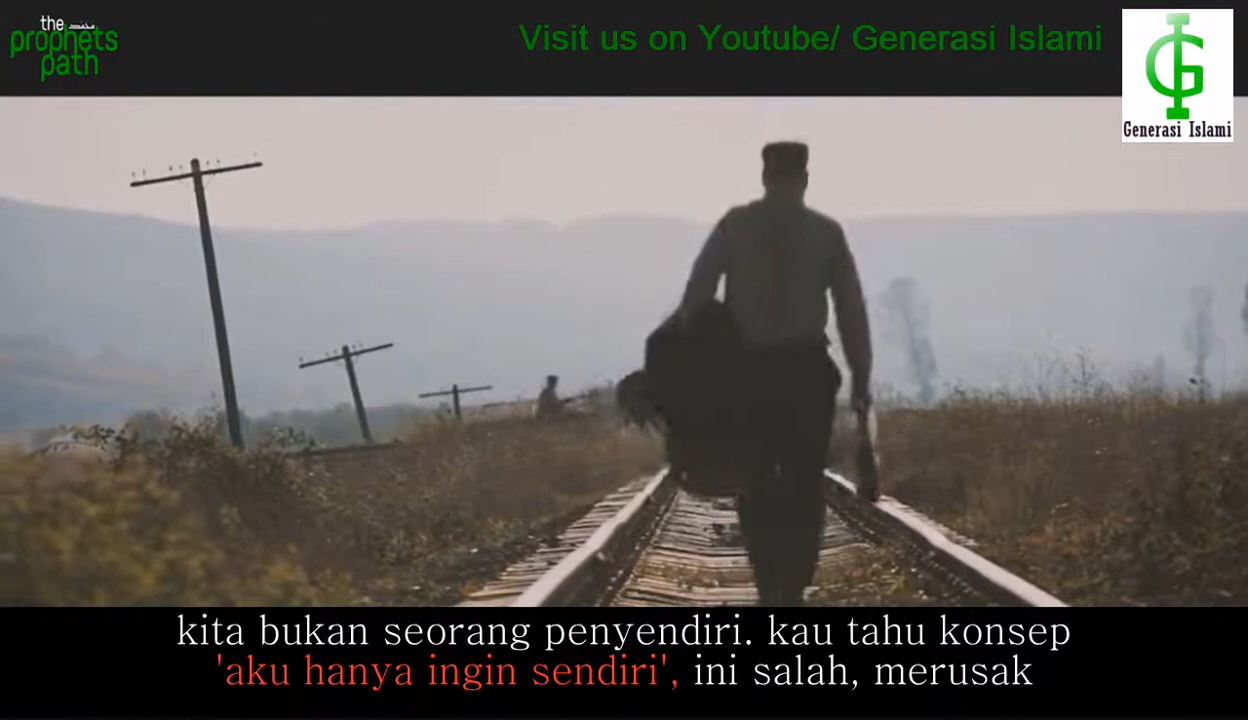 the
prophets
path
Visit us on Youtube/ Generasi Islami
Generasi Islami
kita bukan seorang penyendiri. kau tahu konsep
'aku hanya ingin sendiri', ini salah, merusak